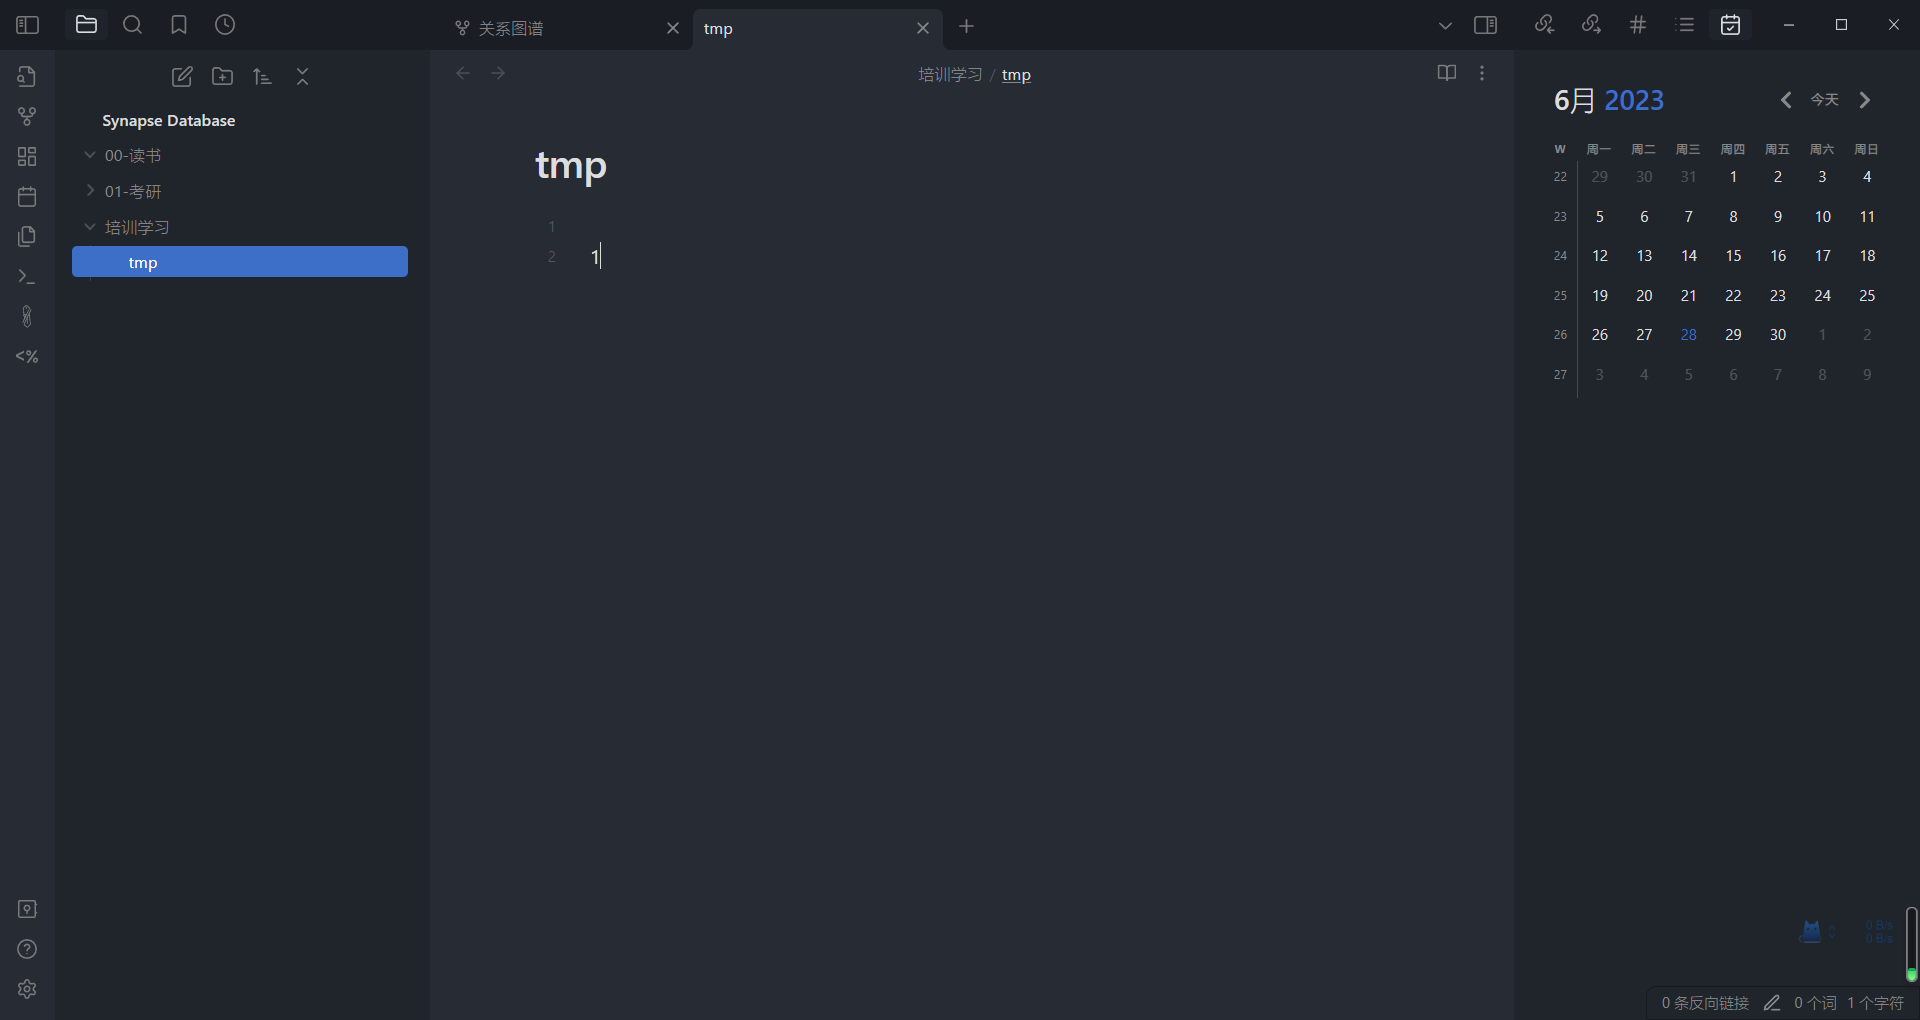 关系图谱
tmp
Synapse Database
00-读书
01-考研
培训学习
tmp
培训学习 / tmp
tmp
1
2 1
6月 2023 今天
W 周一 周二 周三 周四 周五 周六 周日
22 29 30 31 1 2 3 4
23 5 6 7 8 9 10 11
24 12 13 14 15 16 17 18
25 19 20 21 22 23 24 25
26 26 27 28 29 30 1 2
27 3 4 5 6 7 8 9
<%
0 B/s
0 B/s
0 条反向链接 0 个词 1 个字符